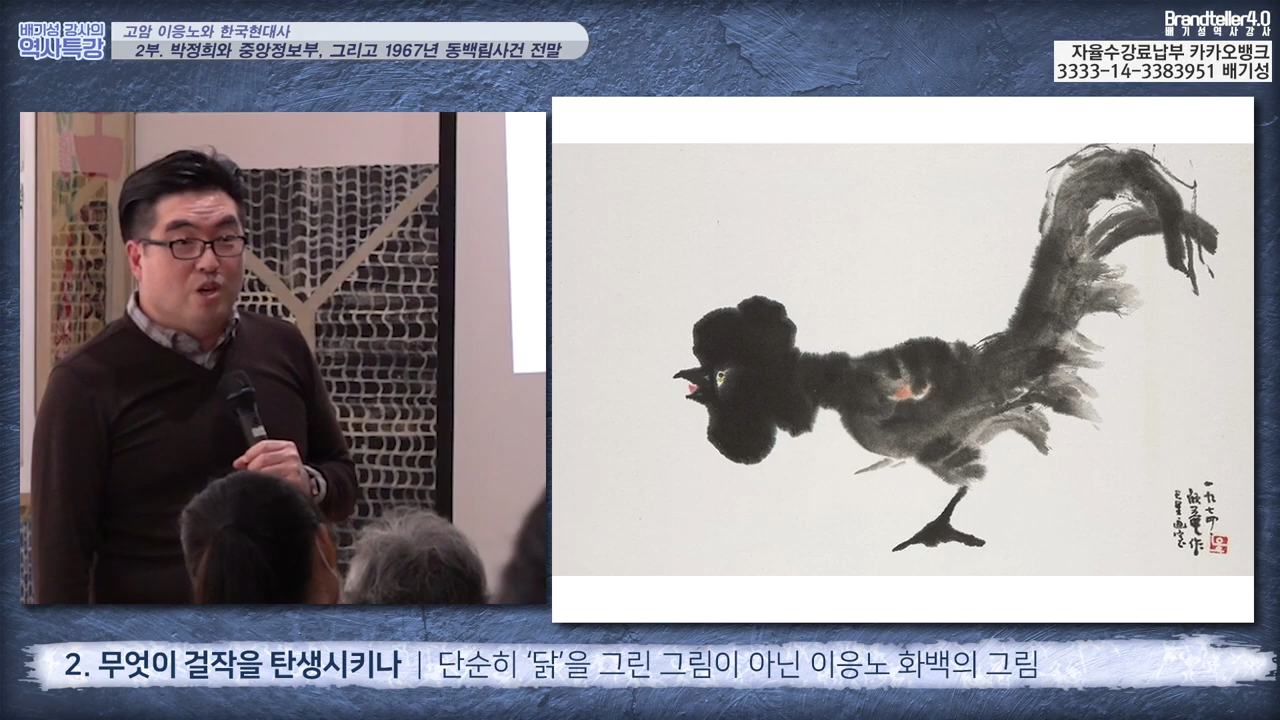 배기성 강사의
역사특강
고암 이응노와 한국현대사
2부. 박정희와 중앙정보부, 그리고 1967년 동백림사건 전말
Brandteller4.0
배기성역사강사
자율수강료납부 카카오뱅크
3333-14-3383951 배기성
2. 무엇이 걸작을 탄생시키나 | 단순히 ‘닭’을 그린 그림이 아닌 이응노 화백의 그림